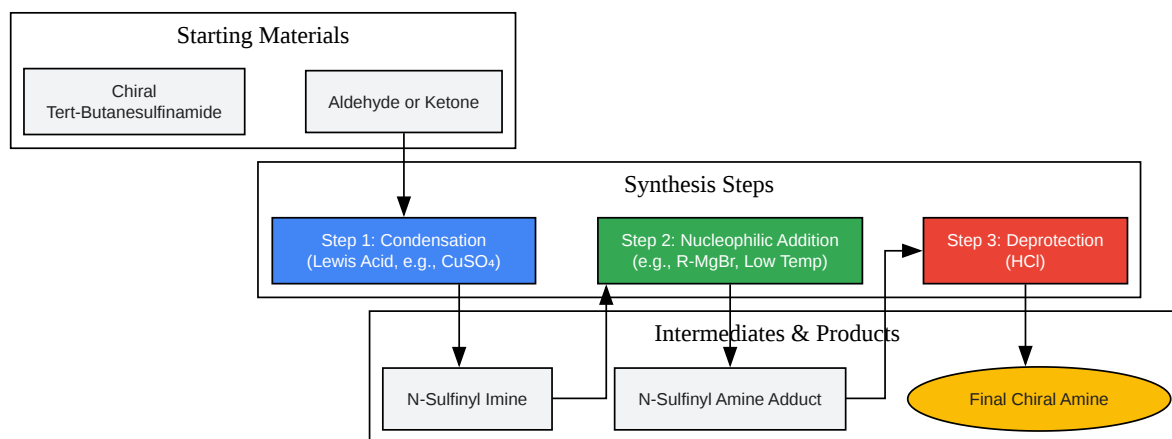 Starting Materials
Chiral
Tert-Butanesulfinamide
Aldehyde or Ketone
Synthesis Steps
Step 1: Condensation
(Lewis Acid, e.g., CuSO₄)
Step 2: Nucleophilic Addition
(e.g., R-MgBr, Low Temp)
Step 3: Deprotection
(HCl)
Intermediates & Products
N-Sulfinyl Imine
N-Sulfinyl Amine Adduct
Final Chiral Amine